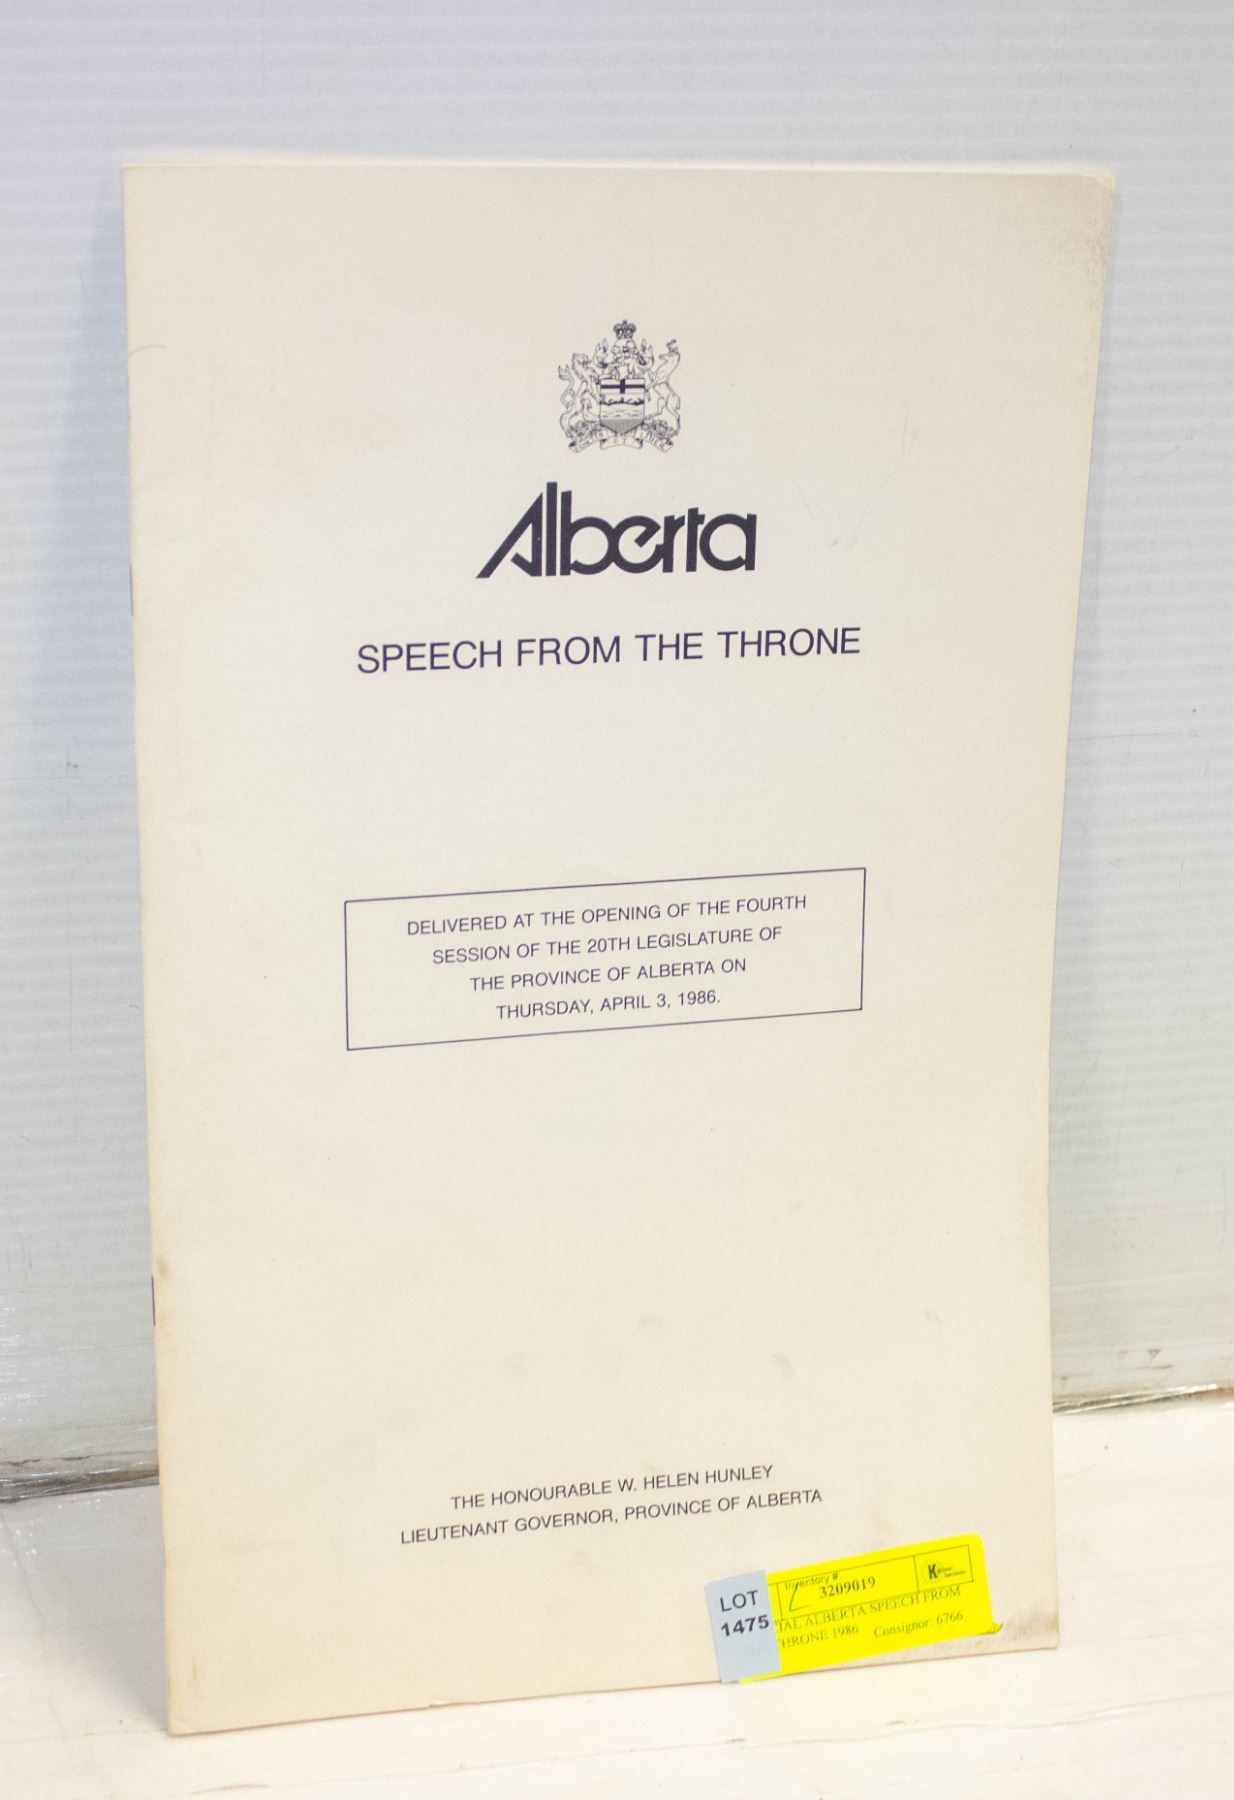 Alberta
SPEECH FROM THE THRONE
DELIVERED AT THE OPENING OF THE FOURTH
SESSION OF THE 20TH LEGISLATURE OF
THE PROVINCE OF ALBERTA ON
THURSDAY, APRIL 3, 1986.
THE HONOURABLE W. HELEN HUNLEY
LIEUTENANT GOVERNOR, PROVINCE OF ALBERTA
LOT
1475
Inventory #
3209019
ALBERTA SPEECH FROM
1986 Consignor: 6766